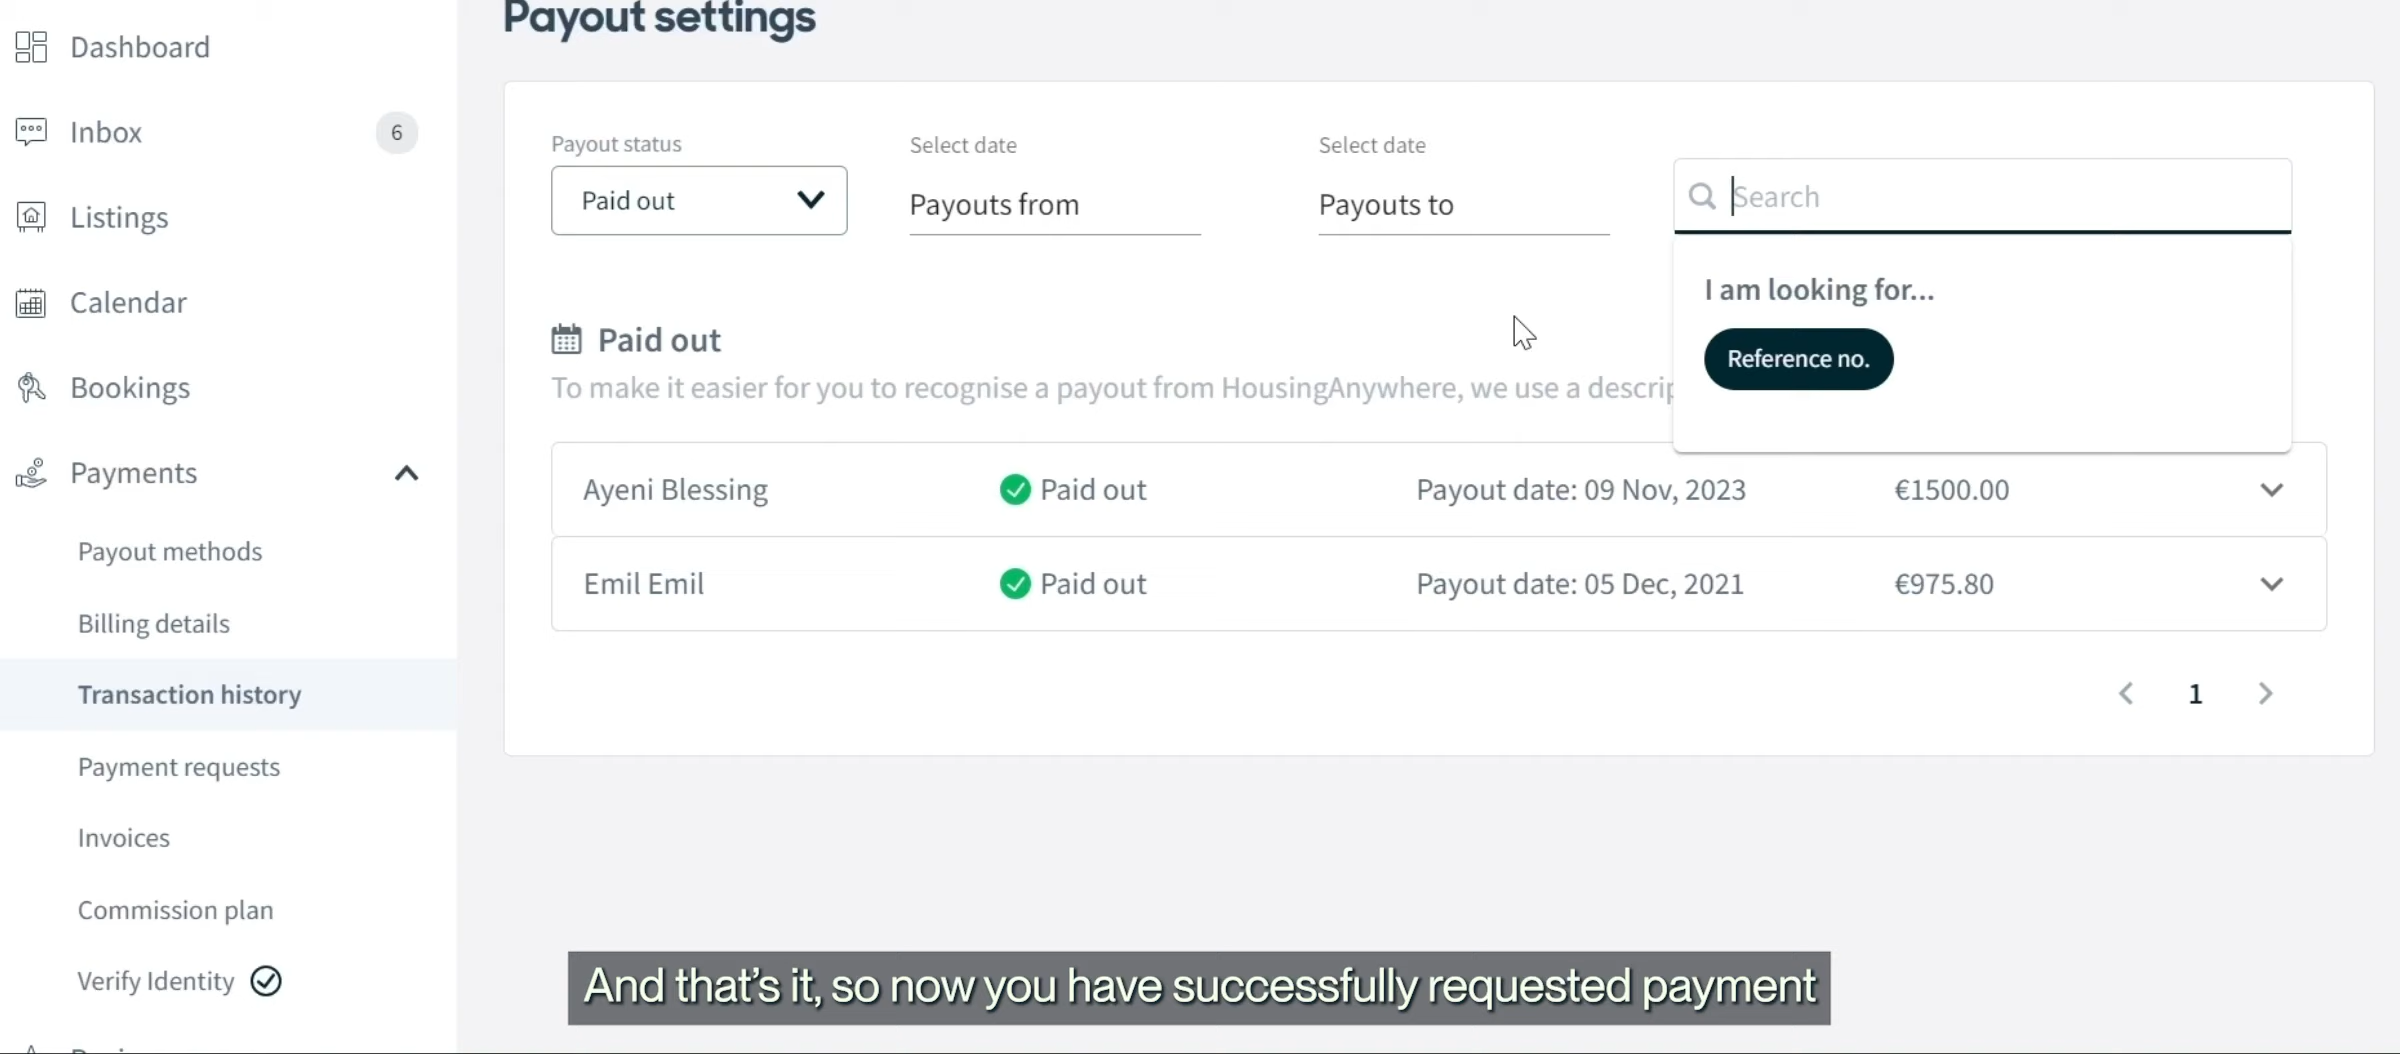 Payout settings
Dashboard
Inbox 6
Listings
Calendar
Bookings
Payments
Payout methods
Billing details
Transaction history
Payment requests
Invoices
Commission plan
Verify Identity
Payout status
Paid out
Select date
Payouts from
Select date
Payouts to
Search
I am looking for...
Reference no.
Paid out
To make it easier for you to recognise a payout from HousingAnywhere, we use a descrip
Ayeni Blessing Paid out Payout date: 09 Nov, 2023 €1500.00
Emil Emil Paid out Payout date: 05 Dec, 2021 €975.80
1
And that's it, so now you have successfully requested payment